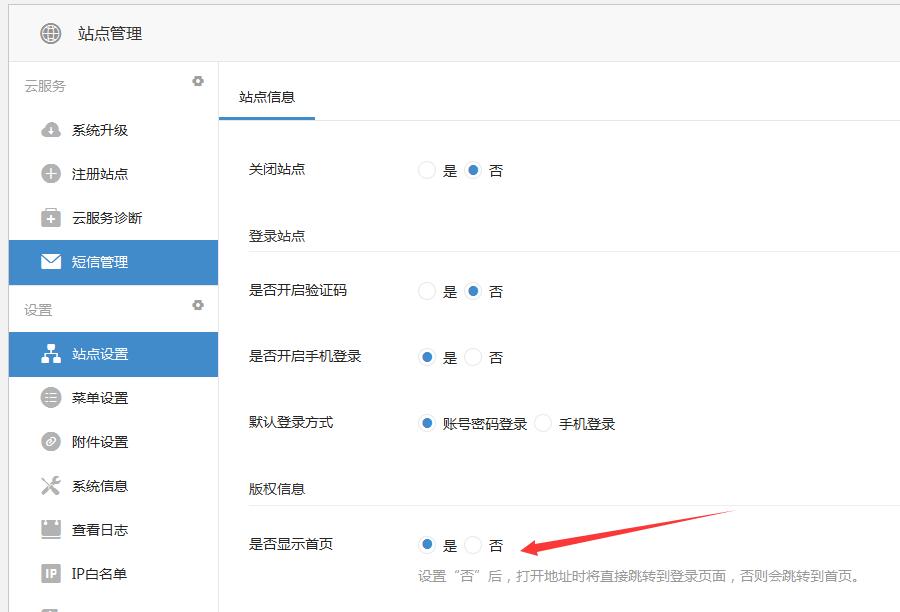 站点管理
云服务
系统升级
注册站点
云服务诊断
短信管理
设置
站点设置
菜单设置
附件设置
系统信息
查看日志
IP
IP白名单
站点信息
关闭站点 是 否
登录站点
是否开启验证码 是 否
是否开启手机登录 是 否
默认登录方式 账号密码登录 手机登录
版权信息
是否显示首页 是 否
设置“否”后，打开地址时将直接跳转到登录页面，否则会跳转到首页。